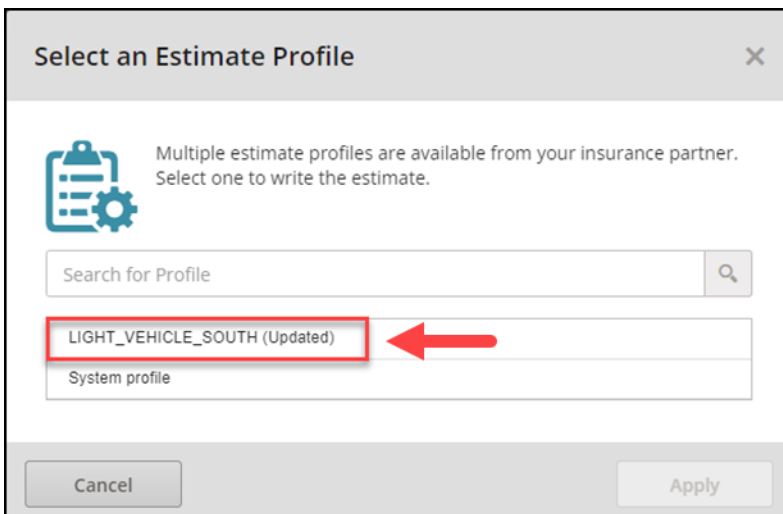 Select an Estimate Profile
Multiple estimate profiles are available from your insurance partner.
Select one to write the estimate.
Search for Profile
LIGHT_VEHICLE_SOUTH (Updated)
System profile
Cancel
Apply